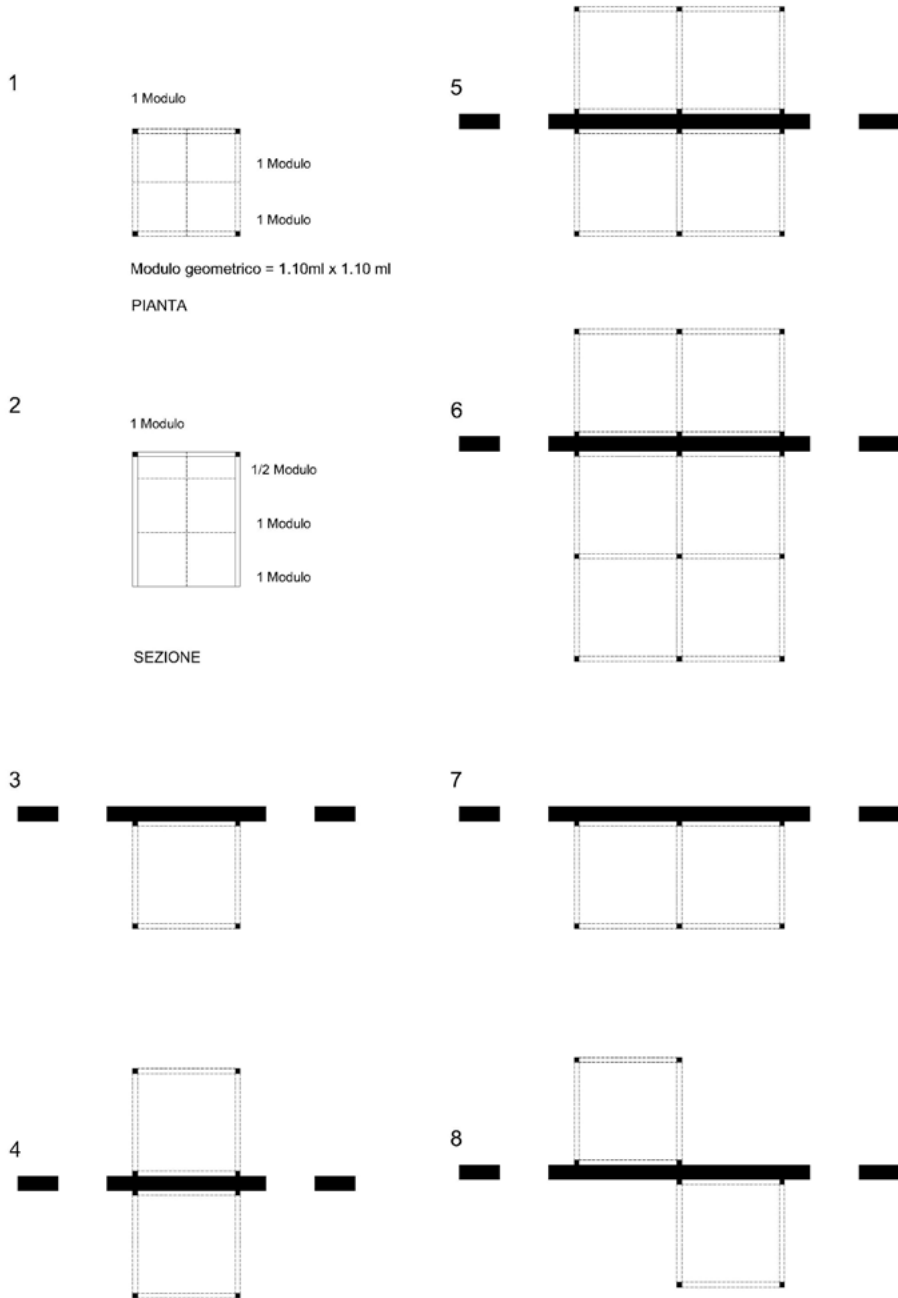 1
1 Modulo
1 Modulo
1 Modulo
Modulo geometrico = 1.10ml x 1.10 ml
PIANTA
2
1 Modulo
1/2 Modulo
1 Modulo
1 Modulo
SEZIONE
3
4
5
6
7
8